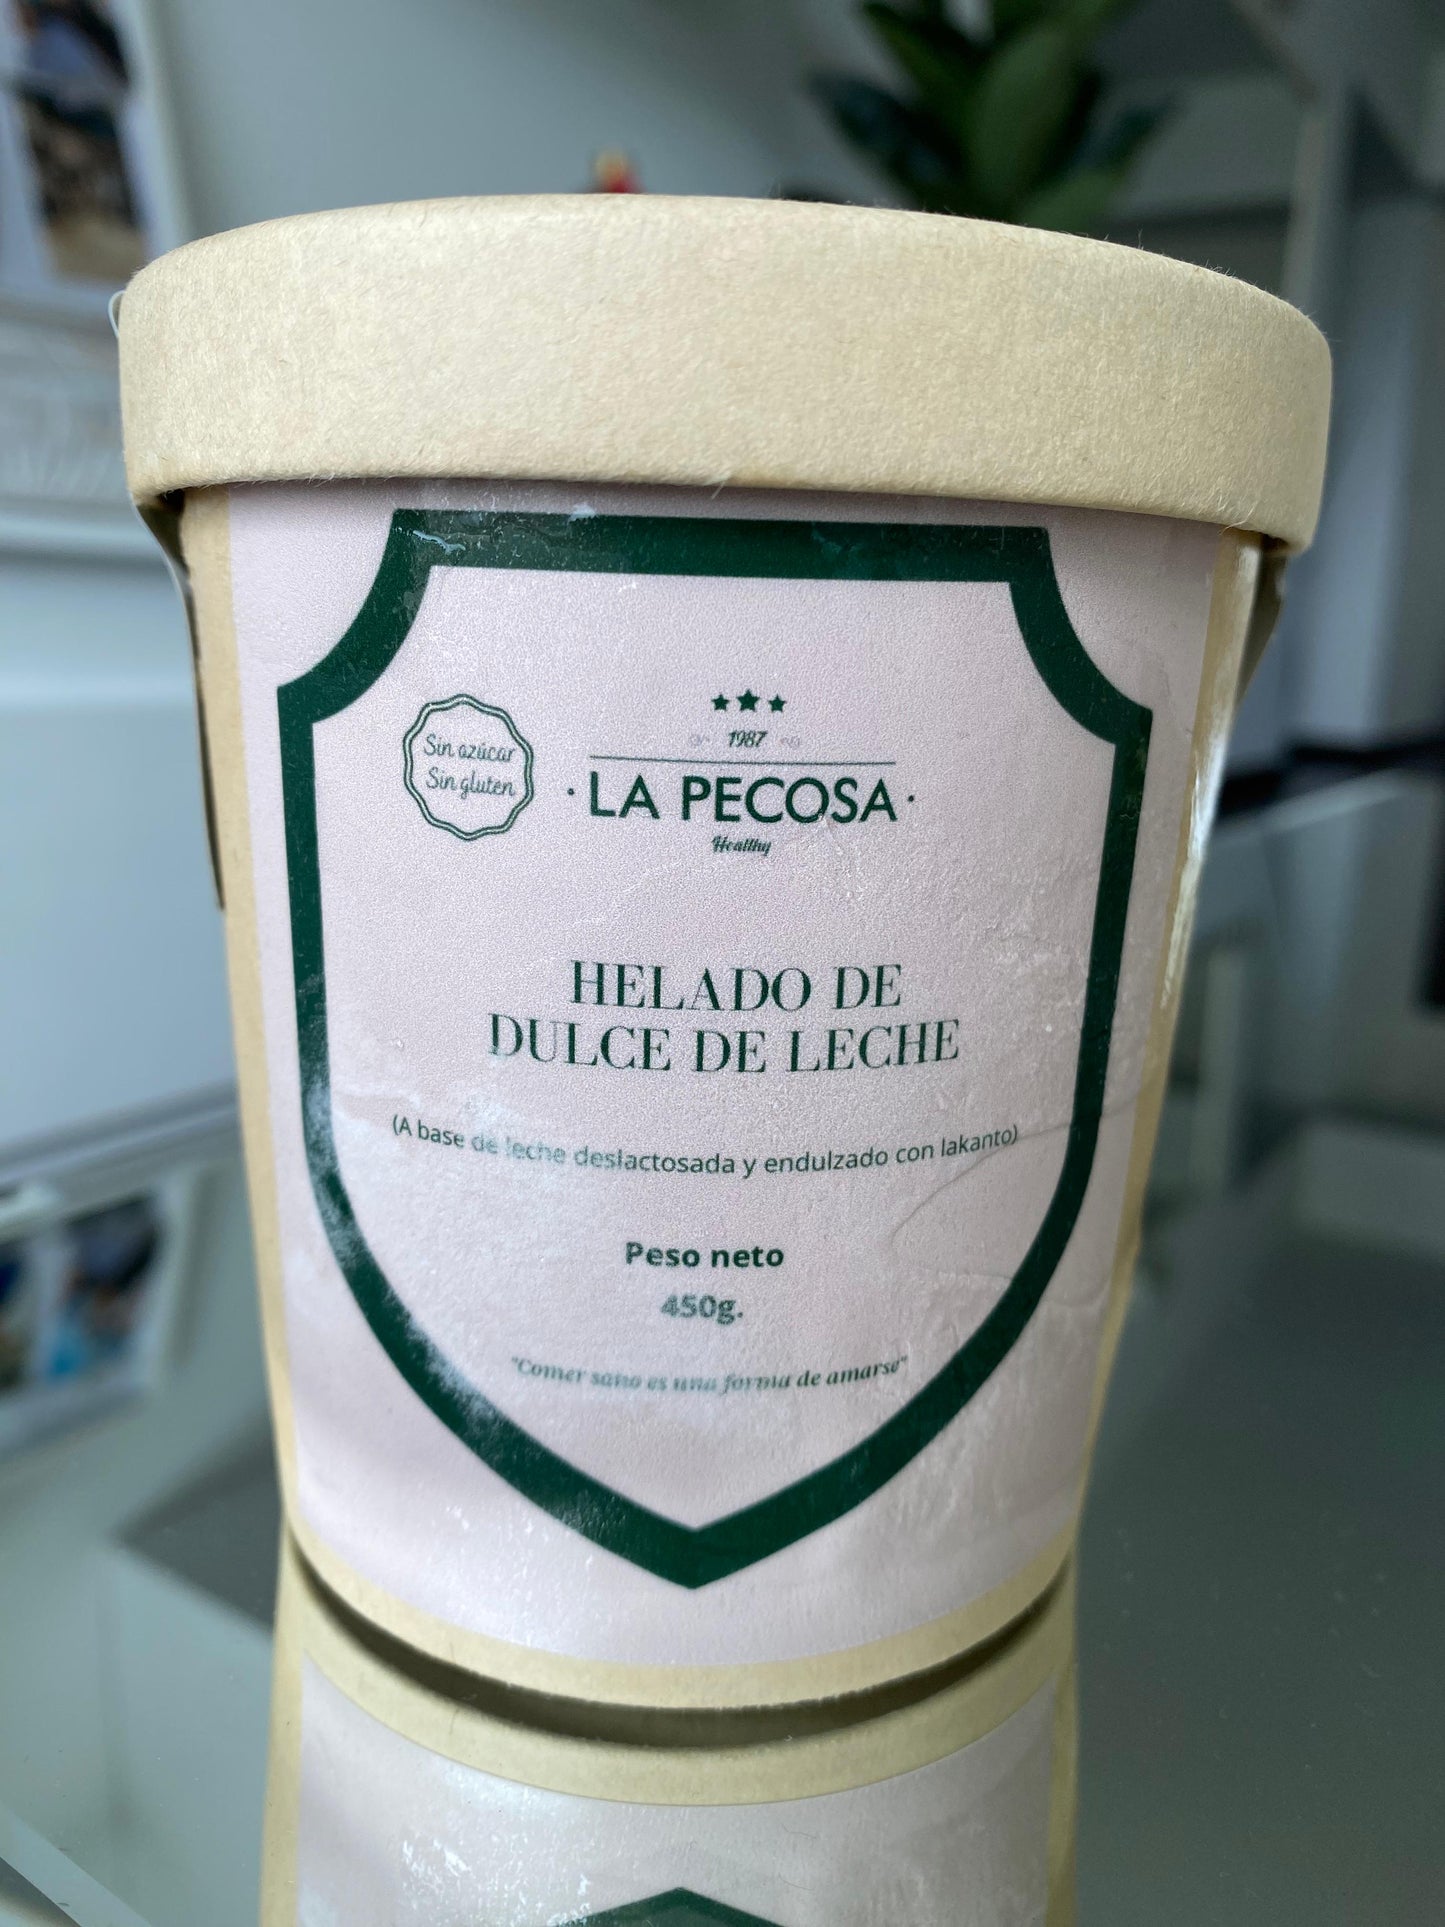 Sin azúcar
Sin gluten
1987
· LA PECOSA ·
Healthy
HELADO DE
DULCE DE LECHE
(A base de leche deslactosada y endulzado con lakanto)
Peso neto
450g.
"Comer sano es una forma de amarse"